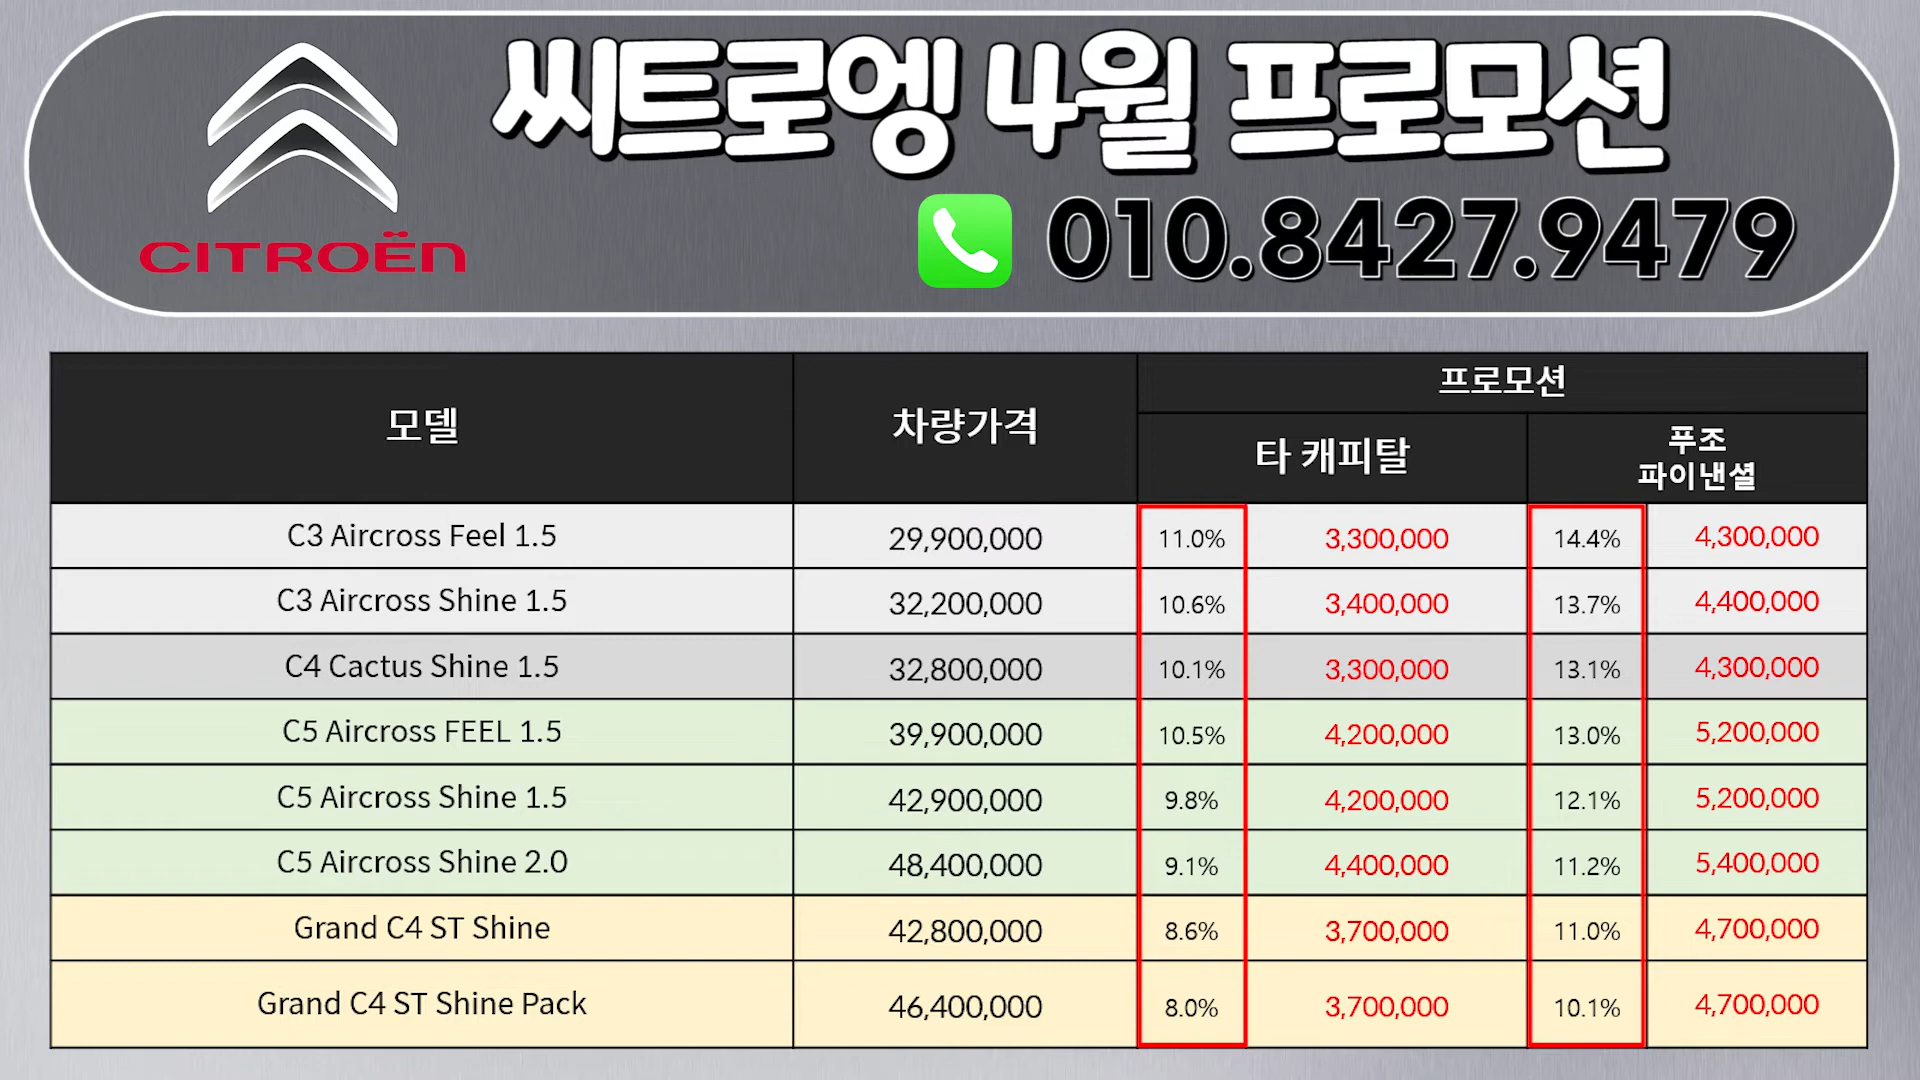 씨트로엥 4월 프로모션
CITROËN
010.8427.9479
모델 차량가격 프로모션
타 캐피탈 푸조
파이낸셜
C3 Aircross Feel 1.5 29,900,000 11.0% 3,300,000 14.4% 4,300,000
C3 Aircross Shine 1.5 32,200,000 10.6% 3,400,000 13.7% 4,400,000
C4 Cactus Shine 1.5 32,800,000 10.1% 3,300,000 13.1% 4,300,000
C5 Aircross FEEL 1.5 39,900,000 10.5% 4,200,000 13.0% 5,200,000
C5 Aircross Shine 1.5 42,900,000 9.8% 4,200,000 12.1% 5,200,000
C5 Aircross Shine 2.0 48,400,000 9.1% 4,400,000 11.2% 5,400,000
Grand C4 ST Shine 42,800,000 8.6% 3,700,000 11.0% 4,700,000
Grand C4 ST Shine Pack 46,400,000 8.0% 3,700,000 10.1% 4,700,000